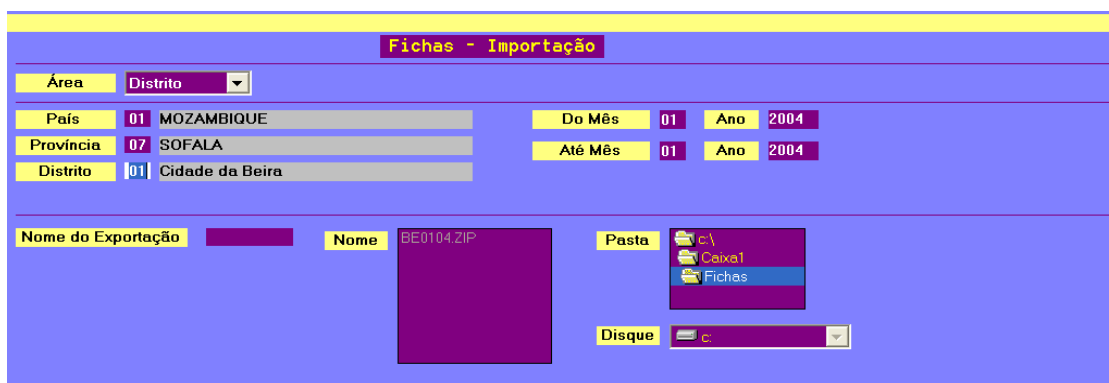 Fichas - Importação
Área Distrito
País 01 MOZAMBIQUE Do Mês 01 Ano 2004
Província 07 SOFALA Até Mês 01 Ano 2004
Distrito 01 Cidade da Beira
Nome do Exportação Nome BE0104.ZIP Pasta c:\
Caixa1
Fichas
Disque c: